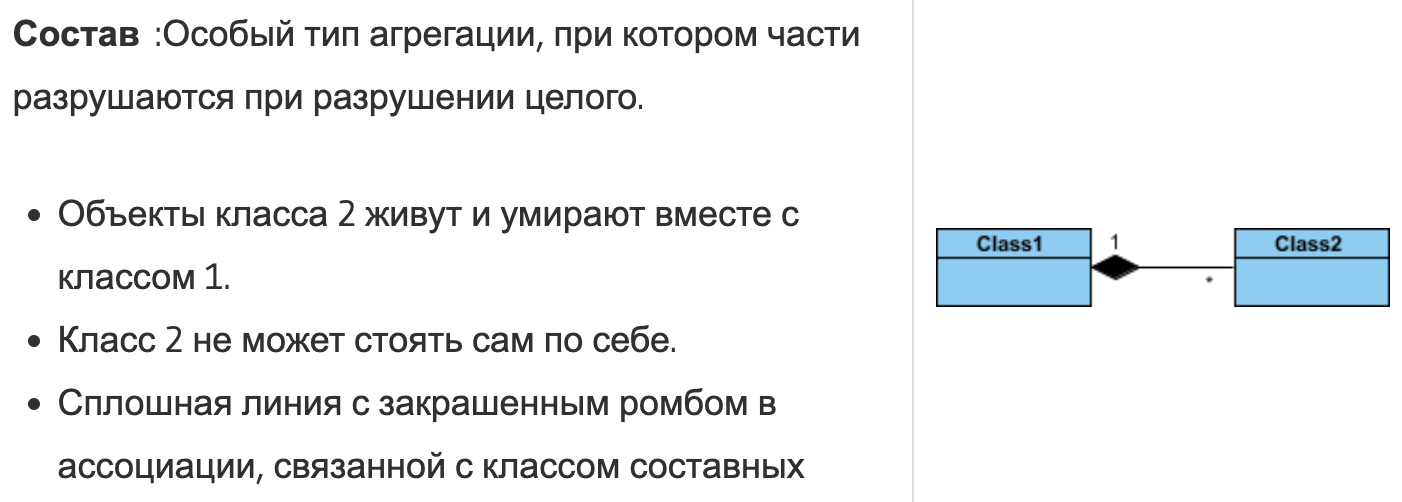 Состав :Особый тип агрегации, при котором части
разрушаются при разрушении целого.
• Объекты класса 2 живут и умирают вместе с
классом 1.
• Класс 2 не может стоять сам по себе.
• Сплошная линия с закрашенным ромбом в
ассоциации, связанной с классом составных
Class1
1
*
Class2